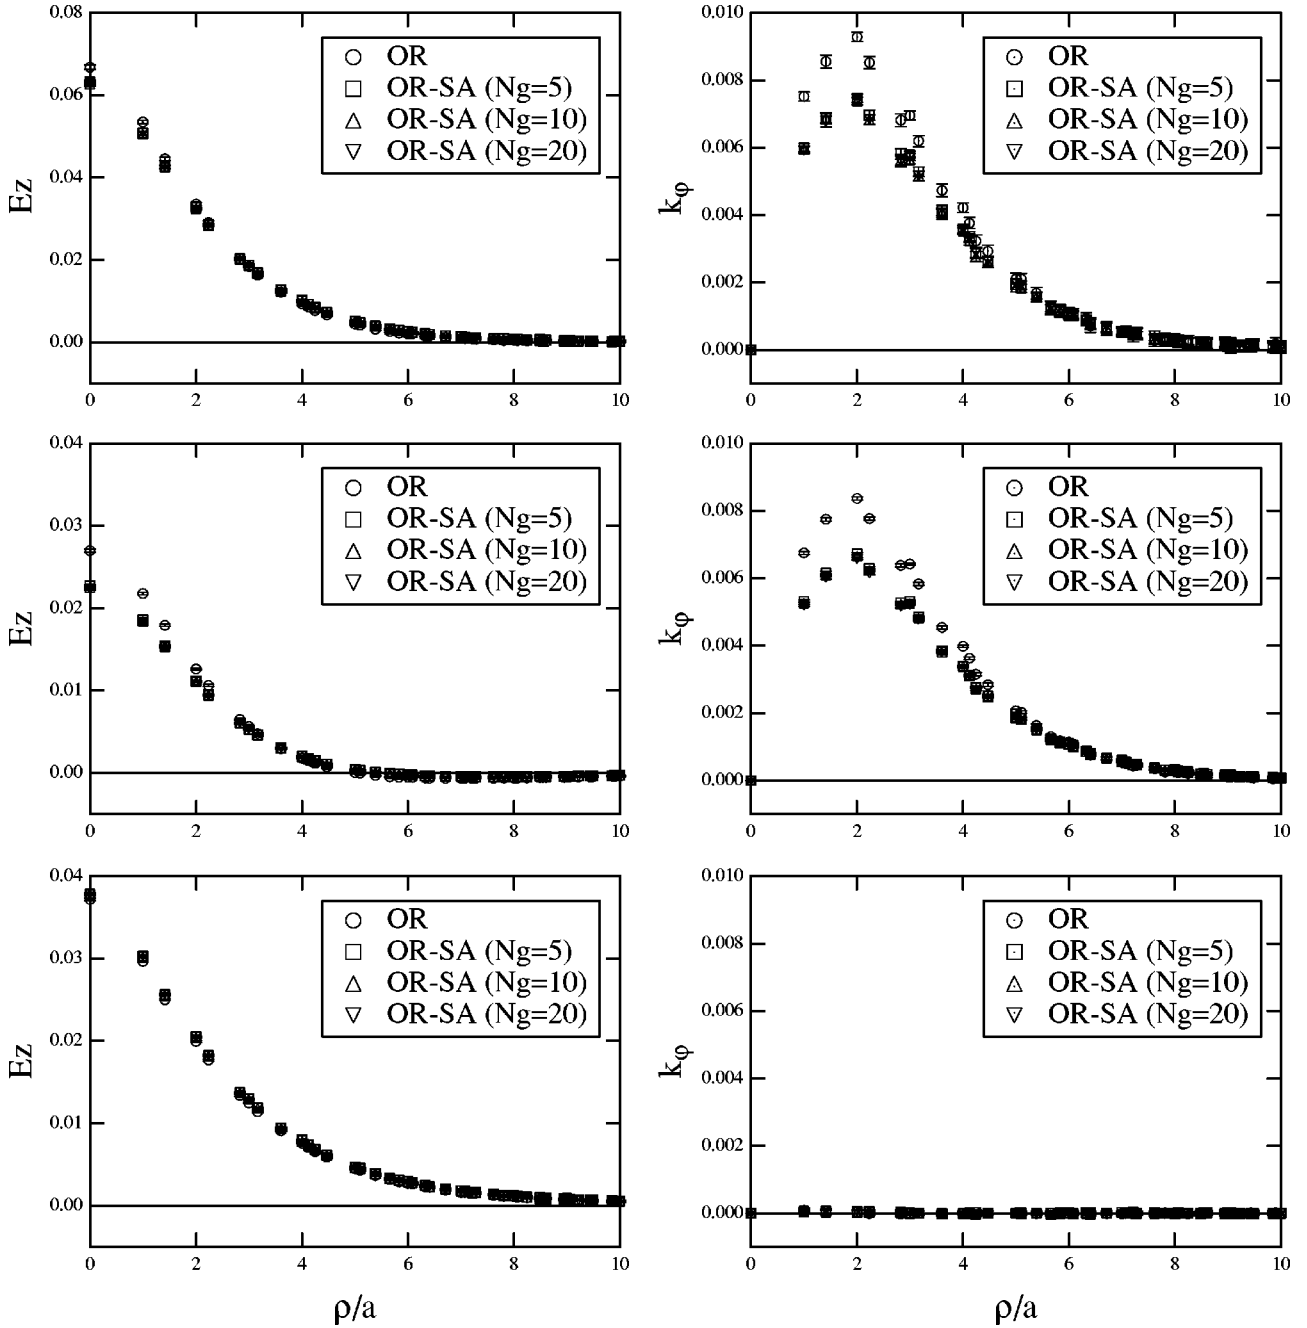 0.08
0.06
0.04
0.02
0.00
Ez
0 2 4 6 8 10
OR
OR-SA (Ng=5)
OR-SA (Ng=10)
OR-SA (Ng=20)
0.010
0.008
0.006
0.004
0.002
0.000
kφ
0 2 4 6 8 10
OR
OR-SA (Ng=5)
OR-SA (Ng=10)
OR-SA (Ng=20)
0.04
0.03
0.02
0.01
0.00
Ez
0 2 4 6 8 10
OR
OR-SA (Ng=5)
OR-SA (Ng=10)
OR-SA (Ng=20)
0.010
0.008
0.006
0.004
0.002
0.000
kφ
0 2 4 6 8 10
OR
OR-SA (Ng=5)
OR-SA (Ng=10)
OR-SA (Ng=20)
0.04
0.03
0.02
0.01
0.00
Ez
0 2 4 6 8 10
ρ/a
OR
OR-SA (Ng=5)
OR-SA (Ng=10)
OR-SA (Ng=20)
0.010
0.008
0.006
0.004
0.002
0.000
kφ
0 2 4 6 8 10
ρ/a
OR
OR-SA (Ng=5)
OR-SA (Ng=10)
OR-SA (Ng=20)